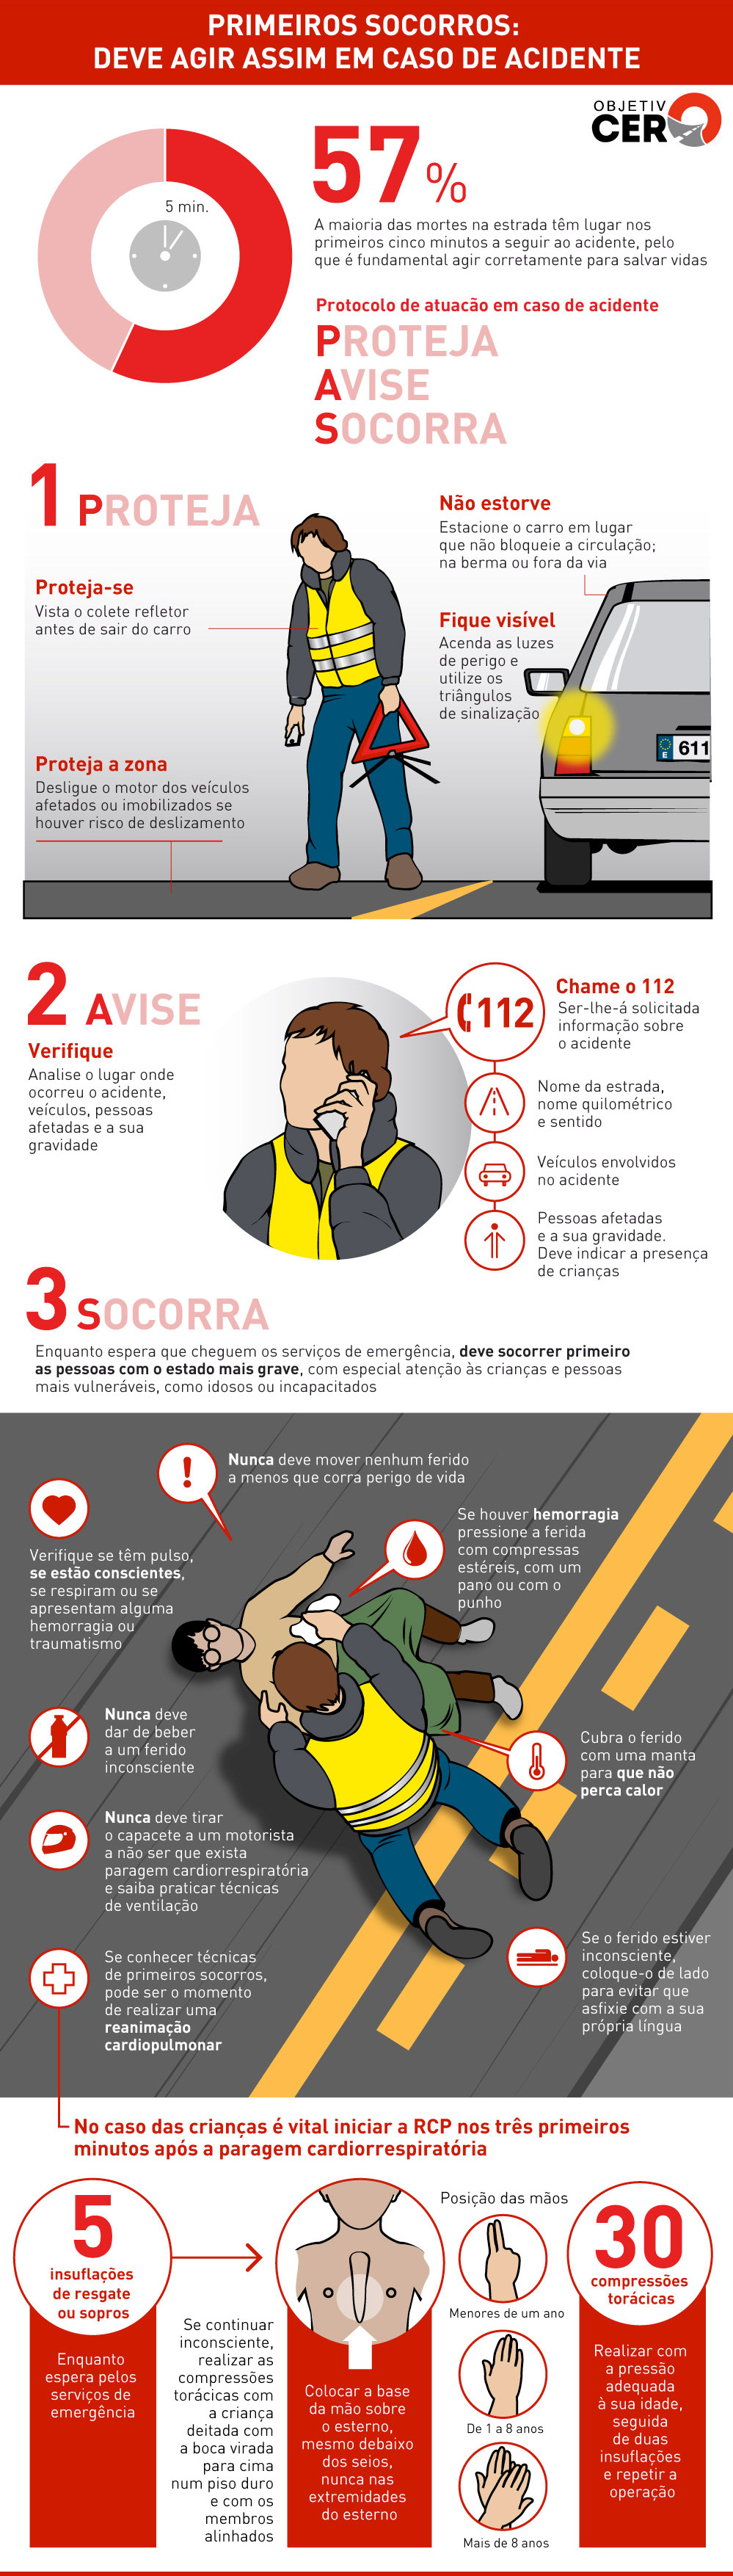 PRIMEIROS SOCORROS:
DEVE AGIR ASSIM EM CASO DE ACIDENTE
OBJETIV
CER
5 min.
57%
A maioria das mortes na estrada têm lugar nos
primeiros cinco minutos a seguir ao acidente, pelo
que é fundamental agir corretamente para salvar vidas
Protocolo de atuacão em caso de acidente
PROTEJA
AVISE
SOCORRA
1 PROTEJA
Proteja-se
Vista o colete refletor
antes de sair do carro
Não estorve
Estacione o carro em lugar
que não bloqueie a circulação;
na berma ou fora da via
Fique visível
Acenda as luzes
de perigo e
utilize os
triângulos
de sinalização
Proteja a zona
Desligue o motor dos veículos
afetados ou imobilizados se
houver risco de deslizamento
E
611
2 AVISE
Verifique
Analise o lugar onde
ocorreu o acidente,
veículos, pessoas
afetadas e a sua
gravidade
112
Chame o 112
Ser-lhe-á solicitada
informação sobre
o acidente
Nome da estrada,
nome quilométrico
e sentido
Veículos envolvidos
no acidente
Pessoas afetadas
e a sua gravidade.
Deve indicar a presença
de crianças
3 SOCORRA
Enquanto espera que cheguem os serviços de emergência, deve socorrer primeiro
as pessoas com o estado mais grave, com especial atenção às crianças e pessoas
mais vulneráveis, como idosos ou incapacitados
!
Nunca deve mover nenhum ferido
a menos que corra perigo de vida
Verifique se têm pulso,
se estão conscientes,
se respiram ou se
apresentam alguma
hemorragia ou
traumatismo
Se houver hemorragia
pressione a ferida
com compressas
estéreis, com um
pano ou com o
punho
Nunca deve
dar de beber
a um ferido
inconsciente
Cubra o ferido
com uma manta
para que não
perca calor
Nunca deve tirar
o capacete a um motorista
a não ser que exista
paragem cardiorrespiratória
e saiba praticar técnicas
de ventilação
Se o ferido estiver
inconsciente,
coloque-o de lado
para evitar que
asfixie com a sua
própria língua
Se conhecer técnicas
de primeiros socorros,
pode ser o momento
de realizar uma
reanimação
cardiopulmonar
No caso das crianças é vital iniciar a RCP nos três primeiros
minutos após a paragem cardiorrespiratória
5
insuflações
de resgate
ou sopros
Enquanto
espera pelos
serviços de
emergência
Se continuar
inconsciente,
realizar as
compressões
torácicas com
a criança
deitada com
a boca virada
para cima
num piso duro
e com os
membros
alinhados
Colocar a base
da mão sobre
o esterno,
mesmo debaixo
dos seios,
nunca nas
extremidades
do esterno
Posição das mãos
Menores de um ano
De 1 a 8 anos
Mais de 8 anos
30
compressões
torácicas
Realizar com
a pressão
adequada
à sua idade,
seguida
de duas
insuflações
e repetir a
operação